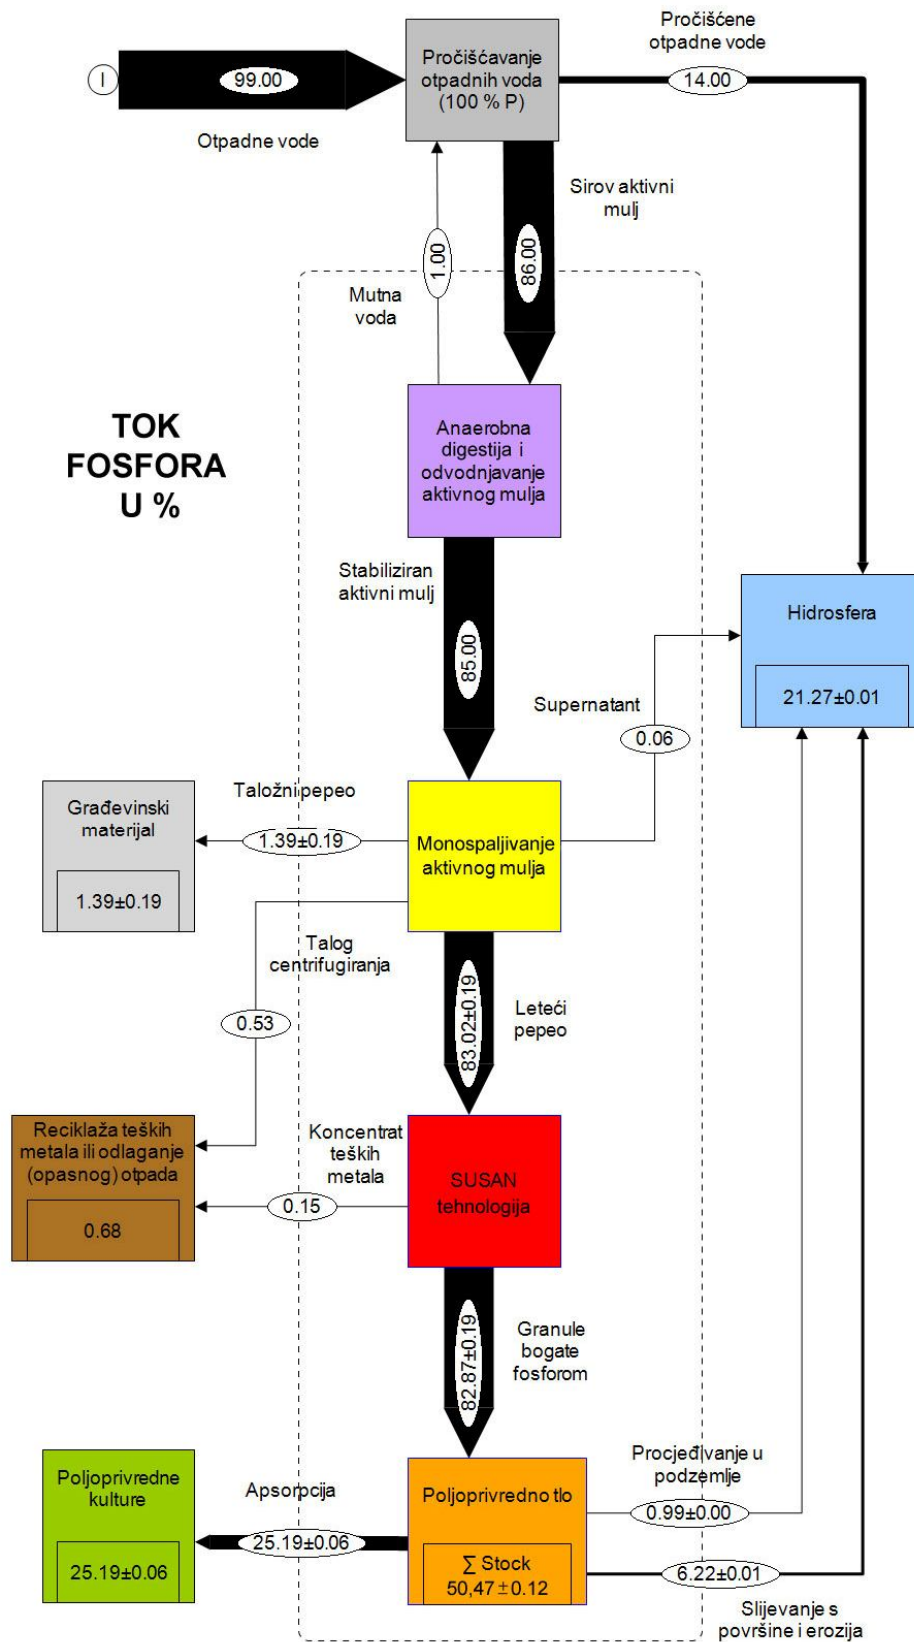 Pročišćene
otpadne vode
Pročišćavanje
otpadnih voda
(100 % P)
I
99.00
14.00
Otpadne vode
Sirov aktivni
mulj
1.00
86.00
Mutna
voda
TOK
FOSFORA
U %
Anaerobna
digestija i
odvodnjavanje
aktivnog mulja
Stabiliziran
aktivni mulj
85.00
Hidrosfera
21.27±0.01
Supernatant
0.06
Taložni pepeo
1.39±0.19
Građevinski
materijal
1.39±0.19
Monospaljivanje
aktivnog mulja
Talog
centrifugiranja
0.53
83.02±0.19
Leteći
pepeo
Reciklaža teških
metala ili odlaganje
(opasnog) otpada
0.68
Koncentrat
teških
metala
0.15
SUSAN
tehnologija
82.87±0.19
Granule
bogate
fosforom
Poljoprivredne
kulture
25.19±0.06
Apsorpcija
25.19±0.06
Poljoprivredno tlo
∑ Stock
50,47±0.12
Procjeđivanje u
podzemlje
0.99±0.00
6.22±0.01
Slijevanje s
površine i erozija